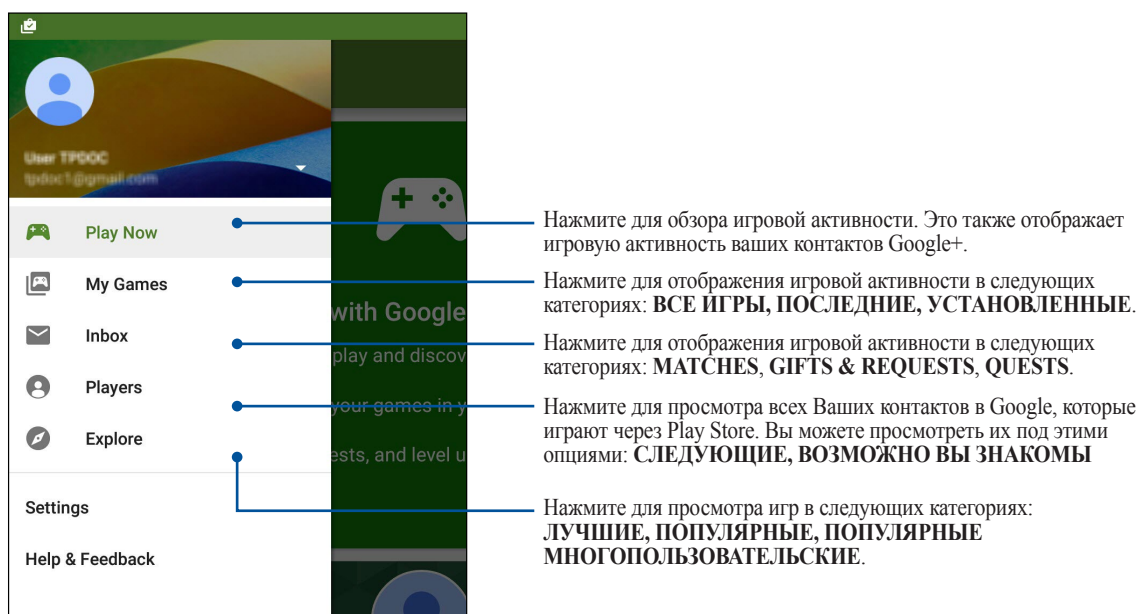 User TPDOC
tpdoc1@gmail.com
Play Now
My Games
Inbox
Players
Explore
Settings
Help & Feedback
with Google
play and discov
your games in y
ests, and level u
Нажмите для обзора игровой активности. Это также отображает
игровую активность ваших контактов Google+.
Нажмите для отображения игровой активности в следующих
категориях: ВСЕ ИГРЫ, ПОСЛЕДНИЕ, УСТАНОВЛЕННЫЕ.
Нажмите для отображения игровой активности в следующих
категориях: MATCHES, GIFTS & REQUESTS, QUESTS.
Нажмите для просмотра всех Ваших контактов в Google, которые
играют через Play Store. Вы можете просмотреть их под этими
опциями: СЛЕДУЮЩИЕ, ВОЗМОЖНО ВЫ ЗНАКОМЫ
Нажмите для просмотра игр в следующих категориях:
ЛУЧШИЕ, ПОПУЛЯРНЫЕ, ПОПУЛЯРНЫЕ
МНОГОПОЛЬЗОВАТЕЛЬСКИЕ.